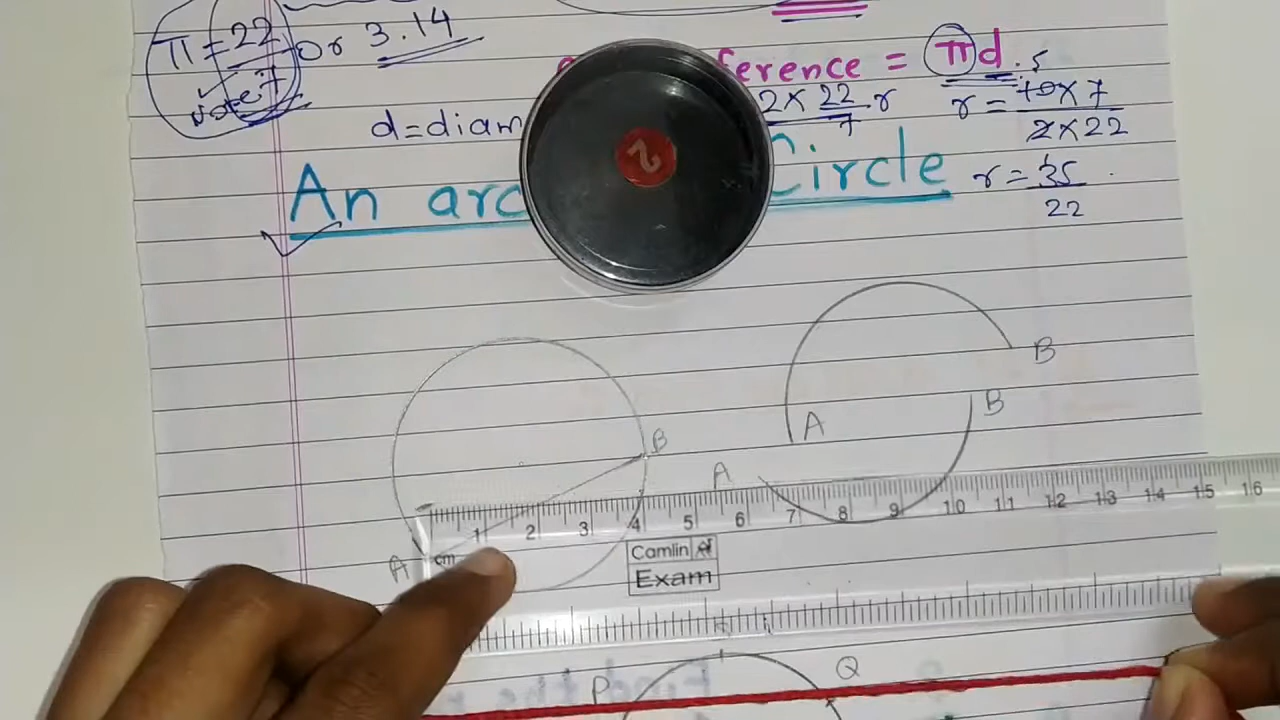 π = 22/7 or 3.14
ference = πd.
d=diam
2 × 22/7 r
r = 10×7/2×22
An arc Circle
r = 35/22
B
A
B
B
A
A
0 1 2 3 4 5 6 7 8 9 10 11 12 13 14 15 16
cm
Camlin
Exam
P
Q